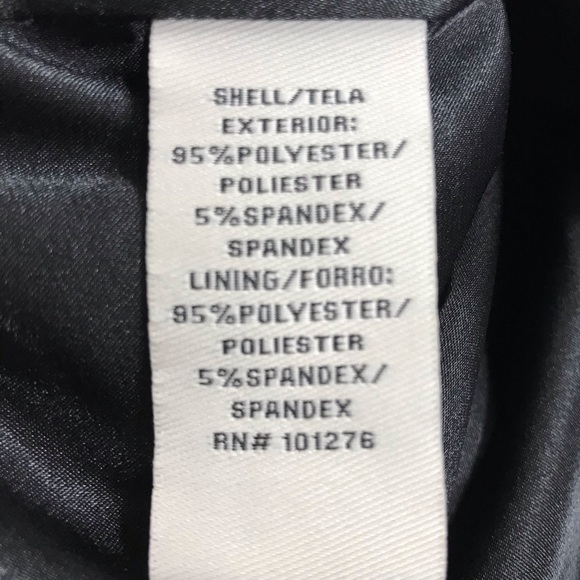 SHELL/TELA
EXTERIOR:
95%POLYESTER/
POLIESTER
5%SPANDEX/
SPANDEX
LINING/FORRO:
95%POLYESTER/
POLIESTER
5%SPANDEX/
SPANDEX
RN# 101276